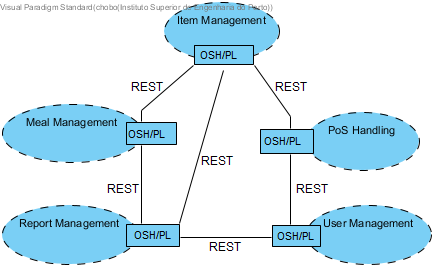 Visual Paradigm Standard(chobo(Instituto Superior de Engenharia do Porto))
Item Management
OSH/PL
REST
REST
Meal Management
OSH/PL
PoS Handling
OSH/PL
REST
REST
REST
Report Management
OSH/PL
REST
OSH/PL
User Management